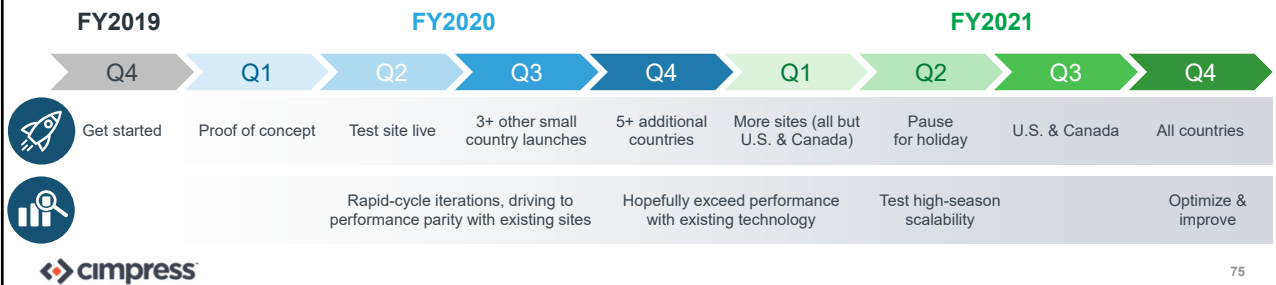 FY2019 FY2020 FY2021
Q4 Q1 Q2 Q3 Q4 Q1 Q2 Q3 Q4
Get started
Proof of concept
Test site live
3+ other small
country launches
5+ additional
countries
More sites (all but
U.S. & Canada)
Pause
for holiday
U.S. & Canada
All countries
Rapid-cycle iterations, driving to
performance parity with existing sites
Hopefully exceed performance
with existing technology
Test high-season
scalability
Optimize &
improve
cimpress
75